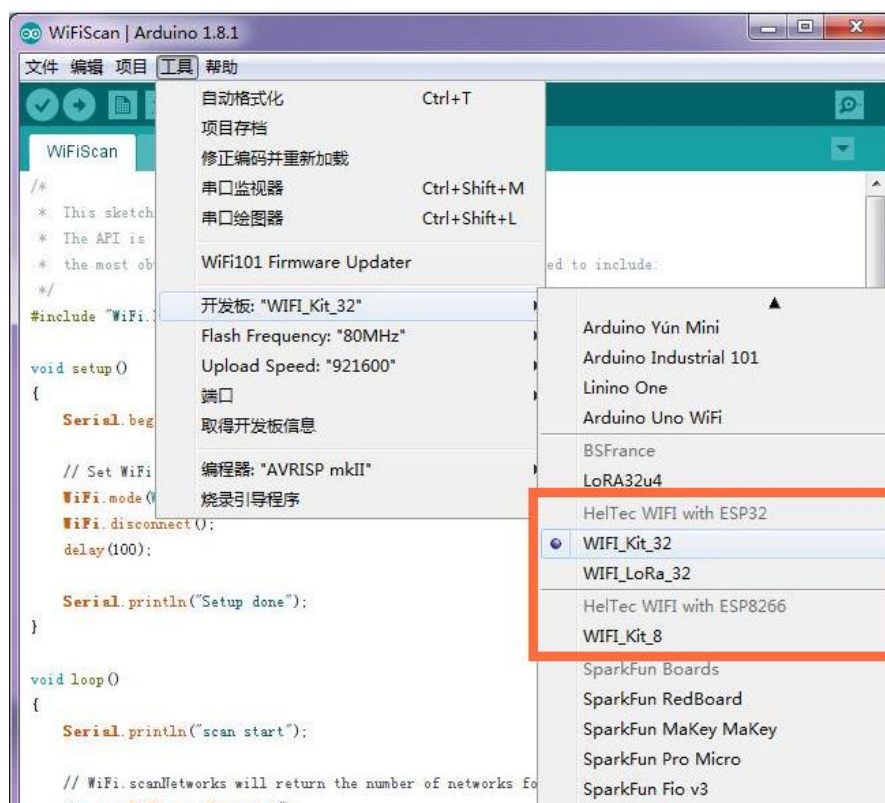 WiFiScan | Arduino 1.8.1
文件 编辑 项目 工具 帮助
WiFiScan
自动格式化 Ctrl+T
项目存档
修正编码并重新加载
串口监视器 Ctrl+Shift+M
串口绘图器 Ctrl+Shift+L
WiFi101 Firmware Updater
开发板: "WIFI_Kit_32"
Flash Frequency: "80MHz"
Upload Speed: "921600"
端口
取得开发板信息
编程器: "AVRISP mkII"
烧录引导程序
Arduino Yún Mini
Arduino Industrial 101
Linino One
Arduino Uno WiFi
BSFrance
LoRA32u4
HelTec WIFI with ESP32
WIFI_Kit_32
WIFI_LoRa_32
HelTec WIFI with ESP8266
WIFI_Kit_8
SparkFun Boards
SparkFun RedBoard
SparkFun MaKey MaKey
SparkFun Pro Micro
SparkFun Fio v3
/*
* This sketch
* The API is
* the most ob ed to include:
*/
#include "WiFi.
void setup()
{
Serial.beg
// Set WiFi
WiFi.mode(
WiFi.disconnect();
delay(100);
Serial.println("Setup done");
}
void loop()
{
Serial.println("scan start");
// WiFi.scanNetworks will return the number of networks fo